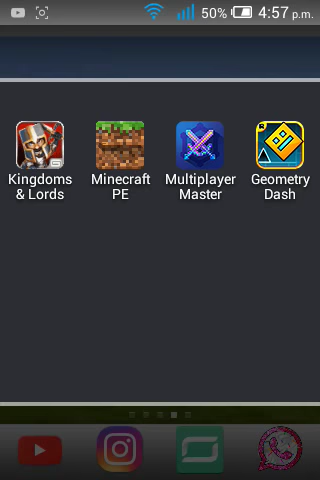 50% 4:57 p.m.
Kingdoms & Lords
Minecraft PE
Multiplayer Master
Geometry Dash